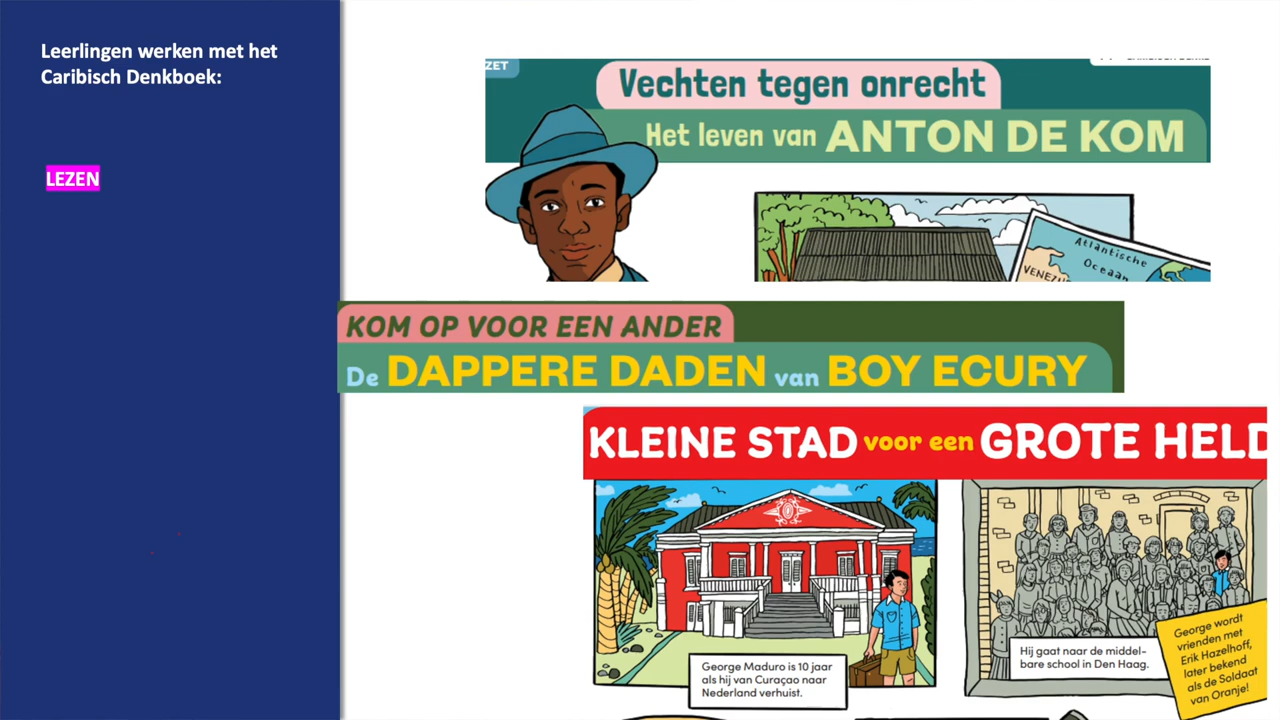 Leerlingen werken met het
Caribisch Denkboek:
LEZEN
ZET
Vechten tegen onrecht
Het leven van ANTON DE KOM
Atlantische
Oceaan
VENEZU
KOM OP VOOR EEN ANDER
De DAPPERE DADEN van BOY ECURY
KLEINE STAD voor een GROTE HELD
George Maduro is 10 jaar
als hij van Curaçao naar
Nederland verhuist.
Hij gaat naar de middel-
bare school in Den Haag.
George wordt
vrienden met
Erik Hazelhoff,
later bekend
als de Soldaat
van Oranje!